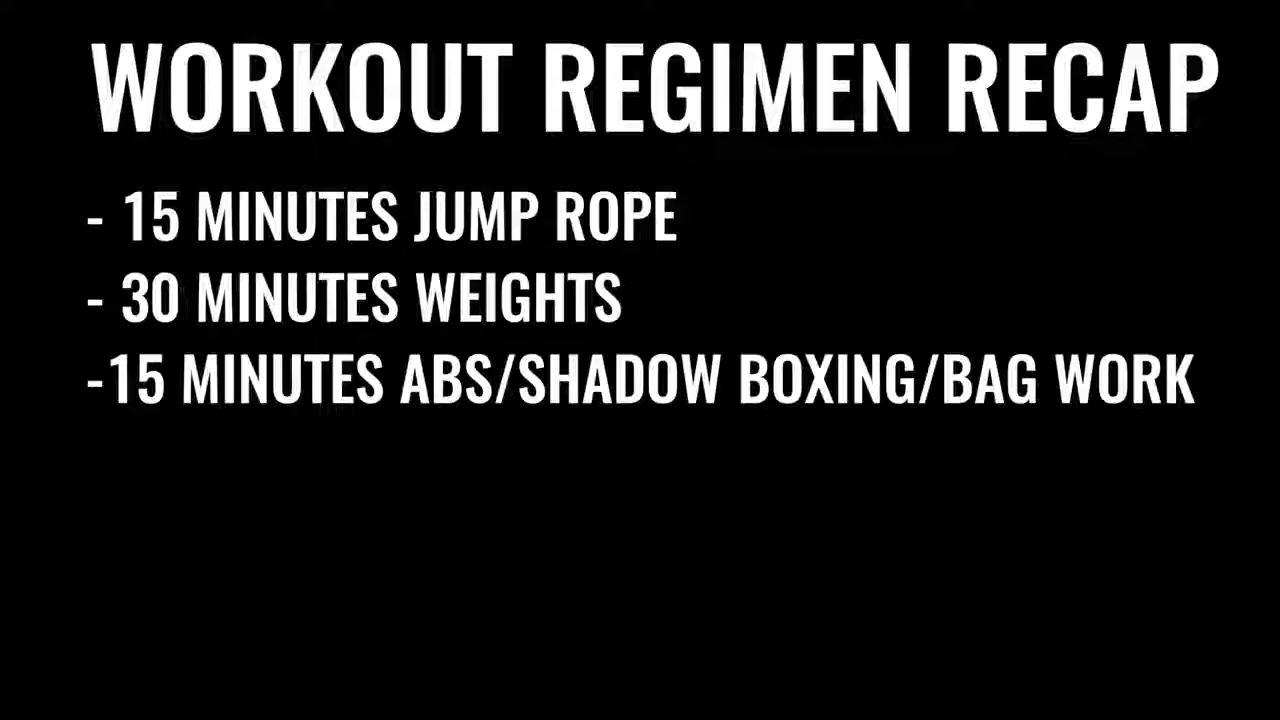 WORKOUT REGIMEN RECAP
- 15 MINUTES JUMP ROPE
- 30 MINUTES WEIGHTS
-15 MINUTES ABS/SHADOW BOXING/BAG WORK